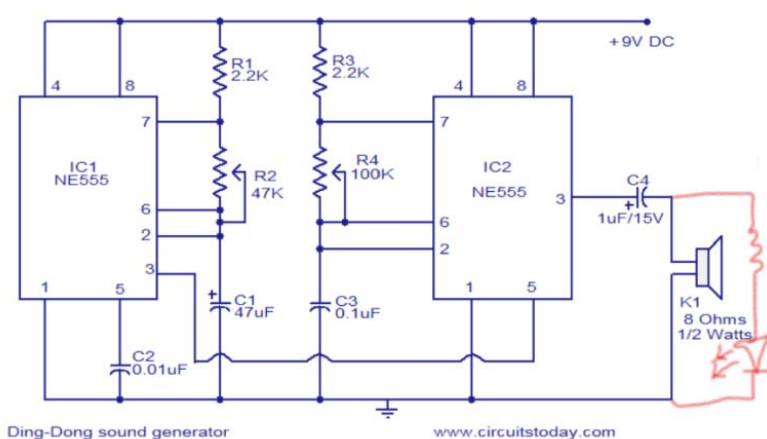 +9V DC
4
8
R1
2.2K
R3
2.2K
4
8
7
7
IC1
NE555
R2
47K
R4
100K
IC2
NE555
3
C4
+
1uF/15V
6
6
2
2
3
1
5
+
C1
47uF
C3
0.1uF
1
5
K1
8 Ohms
1/2 Watts
C2
0.01uF
Ding-Dong sound generator
www.circuitstoday.com